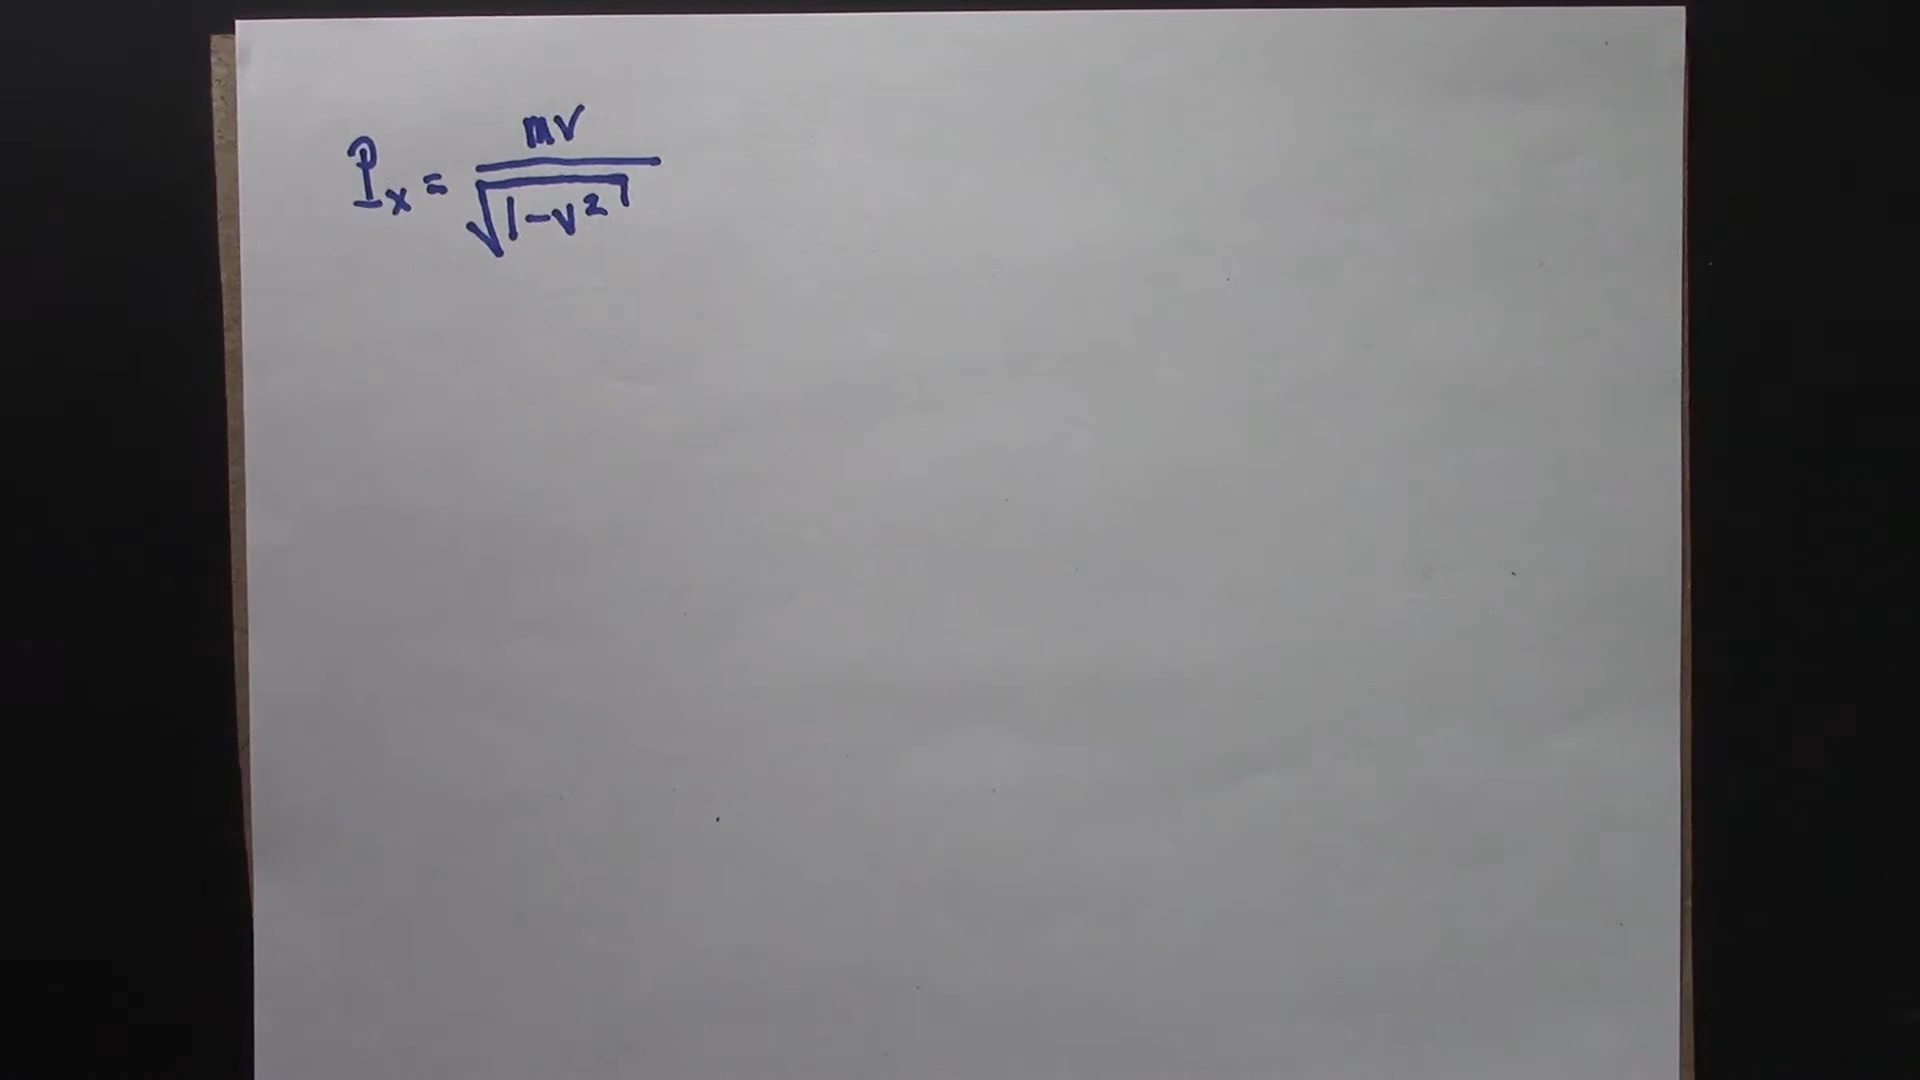 Pₓ = mv / √(1-v²)